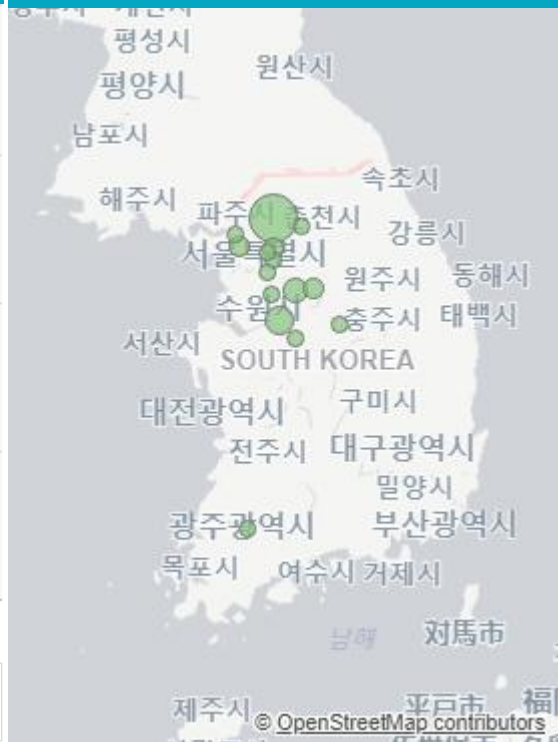 평성시
원산시
평양시
남포시
속초시
해주시
파주시
춘천시
강릉시
서울특별시
원주시
동해시
수원시
충주시
태백시
서산시
SOUTH KOREA
대전광역시
구미시
전주시
대구광역시
밀양시
광주광역시
부산광역시
목포시
여수시
거제시
남해
対馬市
제주시
平戸市
© OpenStreetMap contributors